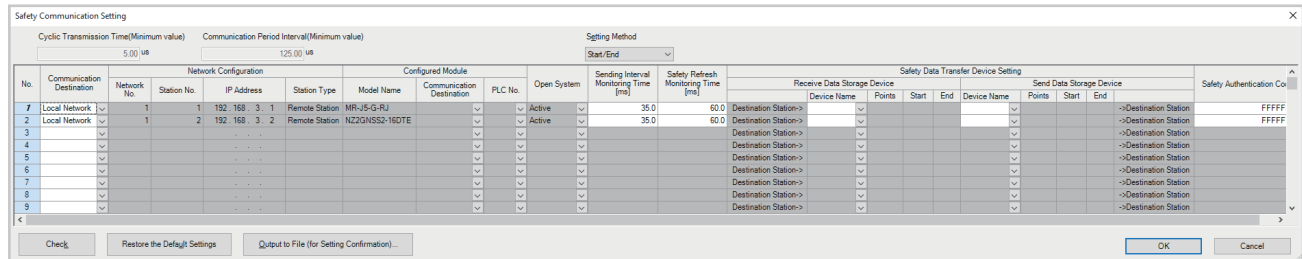 Safety Communication Setting
Cyclic Transmission Time(Minimum value) Communication Period Interval(Minimum value) Setting Method
5.00 us 125.00 us Start/End
No. Communication Destination Network Configuration Configured Module Open System Sending Interval Monitoring Time [ms] Safety Refresh Monitoring Time [ms] Safety Data Transfer Device Setting Safety Authentication Co
Network No. Station No. IP Address Station Type Model Name Communication Destination PLC No. Receive Data Storage Device Send Data Storage Device
Device Name Points Start End Device Name Points Start End
1 Local Network 1 1 192 . 168 . 3 . 1 Remote Station MR-J5-G-RJ Active 35.0 60.0 Destination Station-> ->Destination Station FFFFF
2 Local Network 1 2 192 . 168 . 3 . 2 Remote Station NZ2GNSS2-16DTE Active 35.0 60.0 Destination Station-> ->Destination Station FFFFF
3 . . . Destination Station-> ->Destination Station
4 . . . Destination Station-> ->Destination Station
5 . . . Destination Station-> ->Destination Station
6 . . . Destination Station-> ->Destination Station
7 . . . Destination Station-> ->Destination Station
8 . . . Destination Station-> ->Destination Station
9 . . . Destination Station-> ->Destination Station
Check Restore the Default Settings Output to File (for Setting Confirmation)... OK Cancel